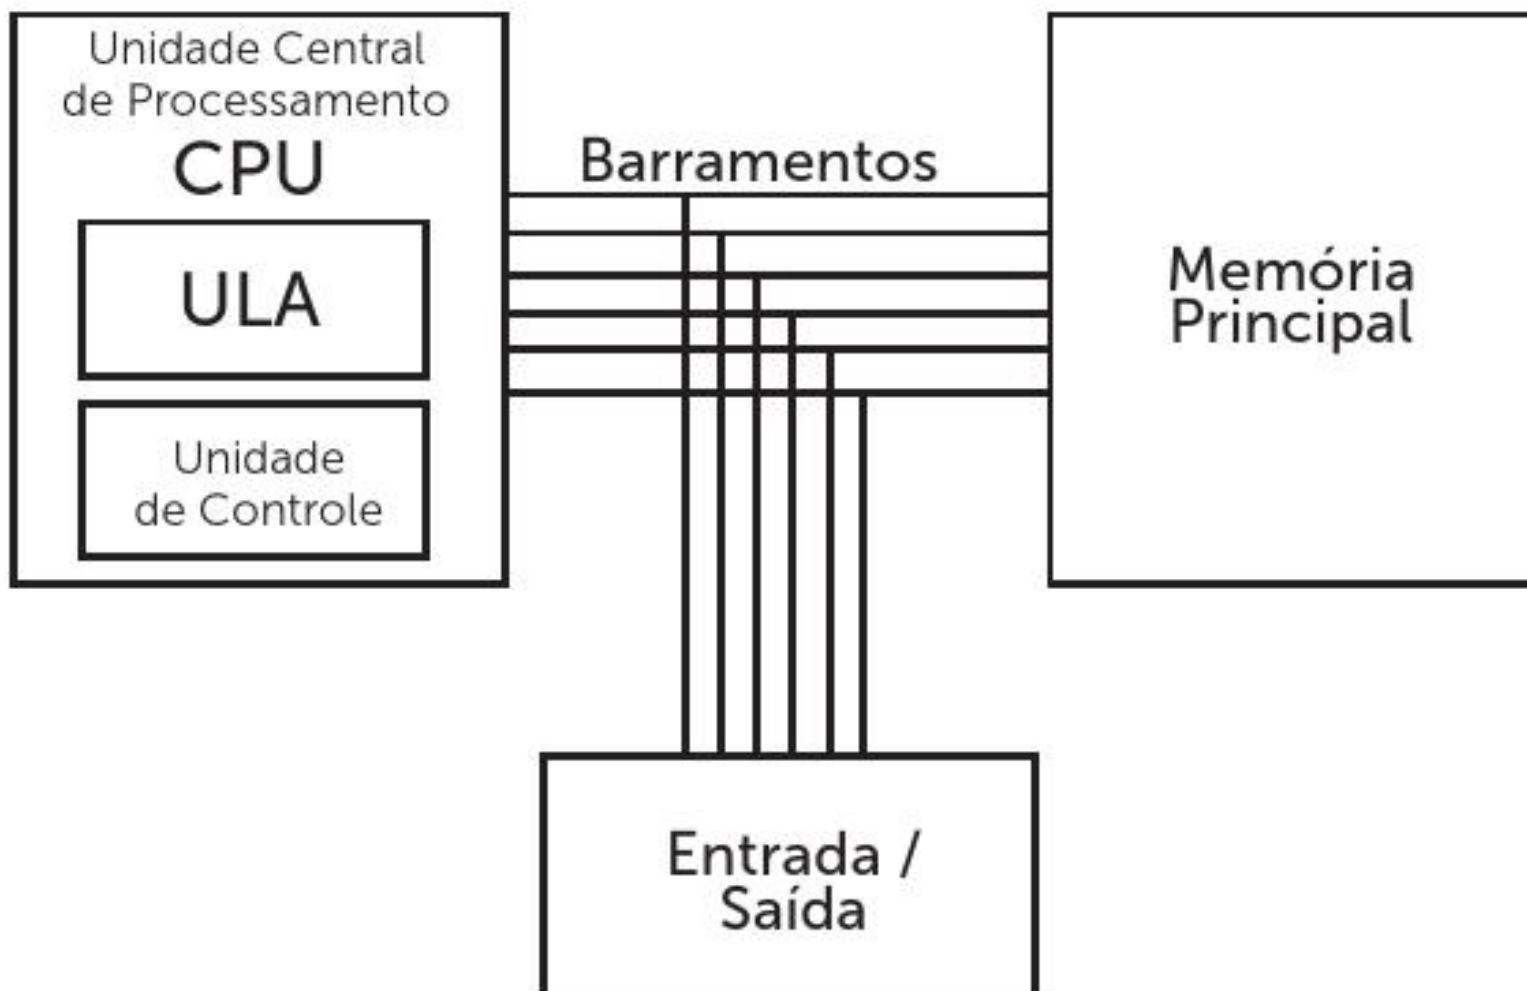 Unidade Central
de Processamento
CPU
ULA
Unidade
de Controle
Barramentos
Memória
Principal
Entrada /
Saída